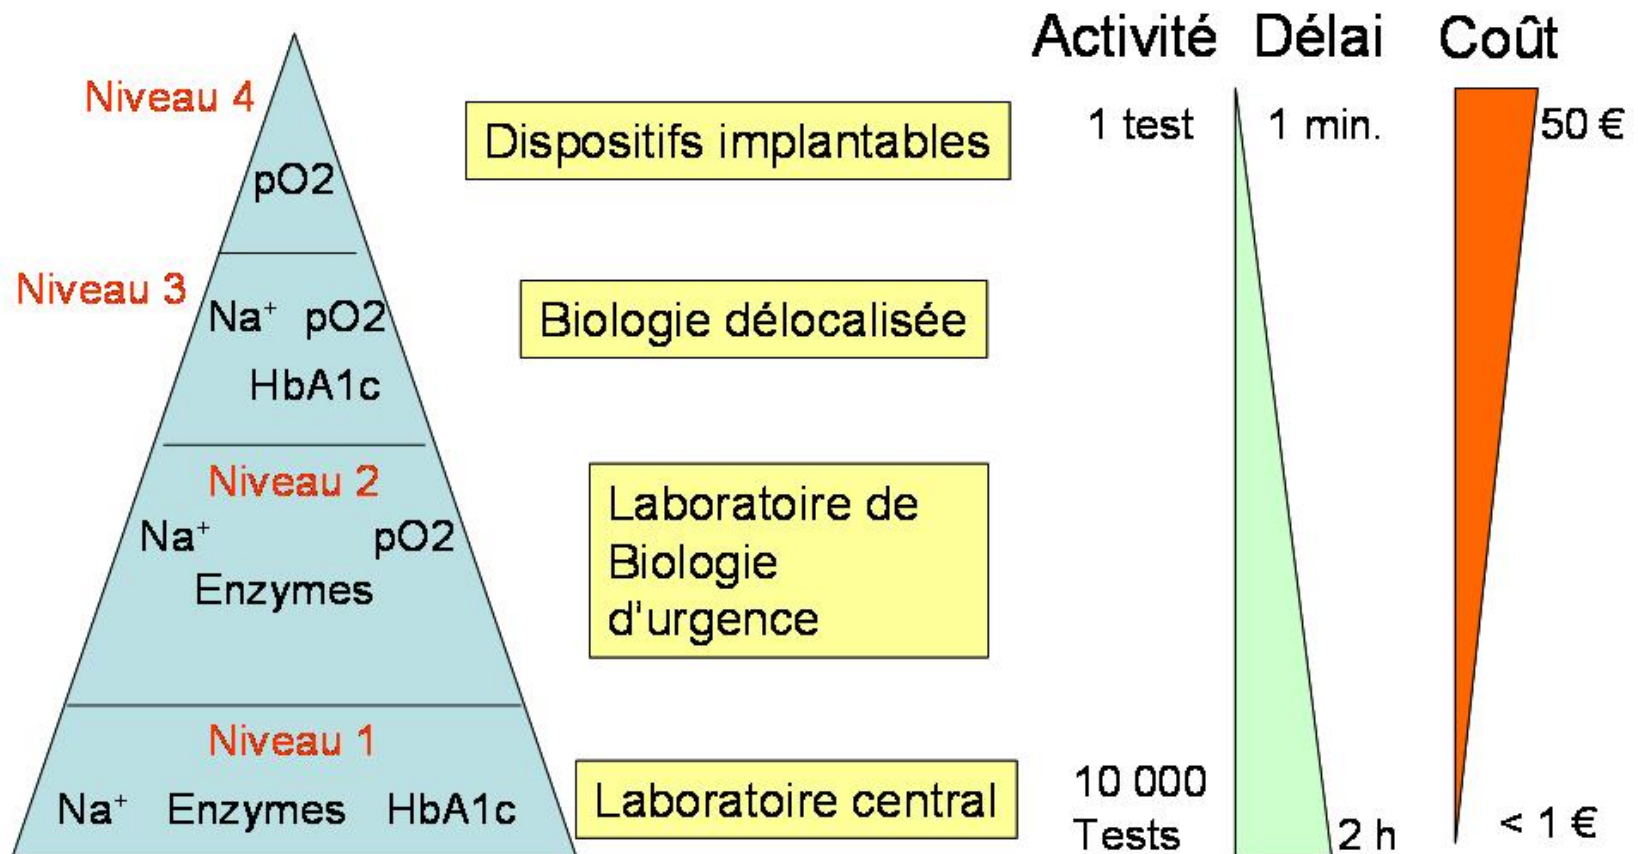 Activité Délai Coût
Niveau 4
Dispositifs implantables
1 test
1 min.
50 €
pO2
Niveau 3
Na⁺ pO2
HbA1c
Biologie délocalisée
Niveau 2
Na⁺ pO2
Enzymes
Laboratoire de
Biologie
d'urgence
Niveau 1
Na⁺ Enzymes HbA1c
Laboratoire central
10 000
Tests
2 h
< 1 €